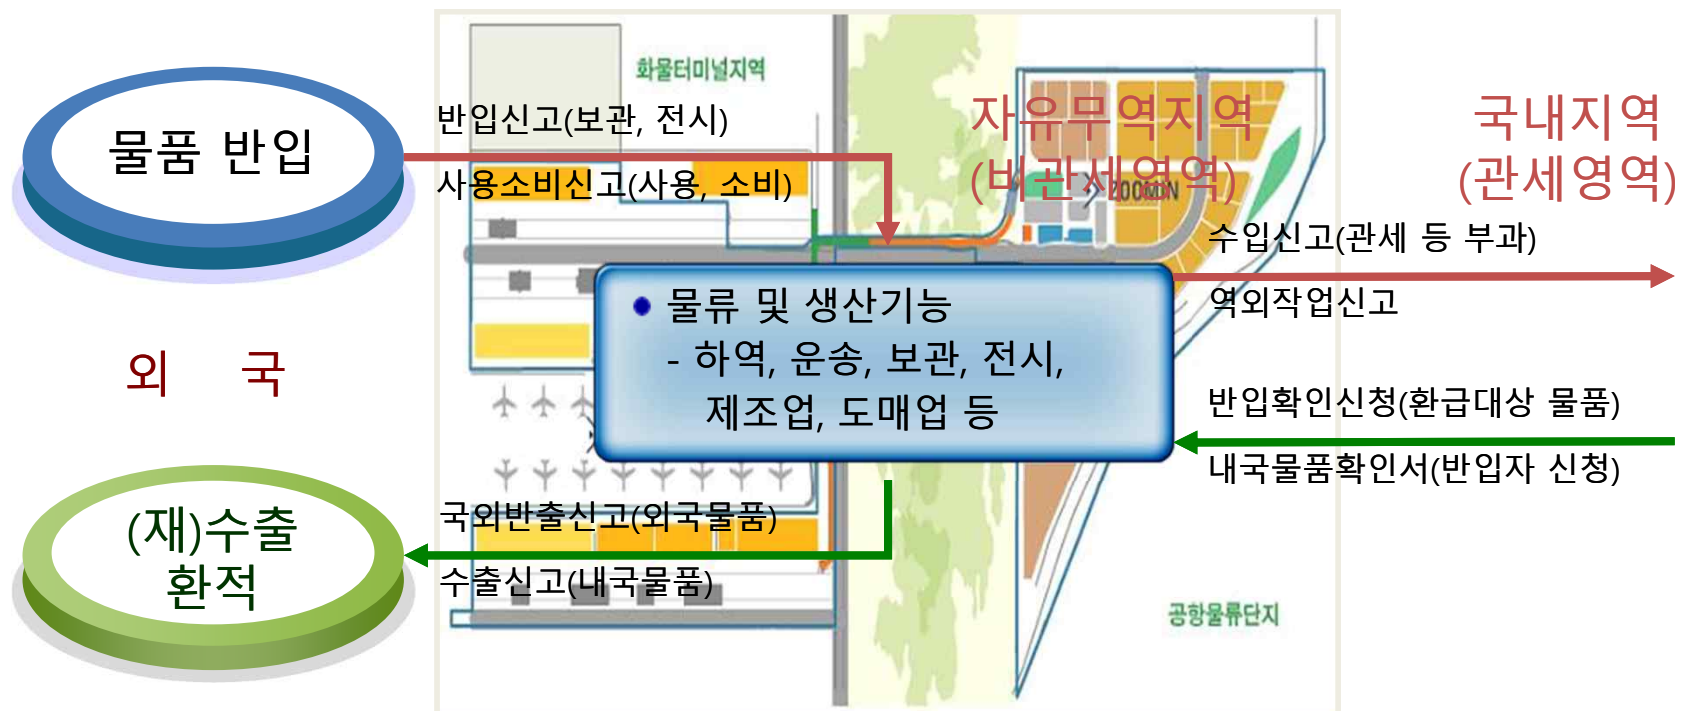 화물터미널지역
물품 반입
반입신고(보관, 전시)
사용소비신고(사용, 소비)
자유무역지역
(비관세영역)
200MIN
국내지역
(관세영역)
수입신고(관세 등 부과)
역외작업신고
● 물류 및 생산기능
- 하역, 운송, 보관, 전시,
제조업, 도매업 등
외 국
반입확인신청(환급대상 물품)
내국물품확인서(반입자 신청)
(재)수출
환적
국외반출신고(외국물품)
수출신고(내국물품)
공항물류단지